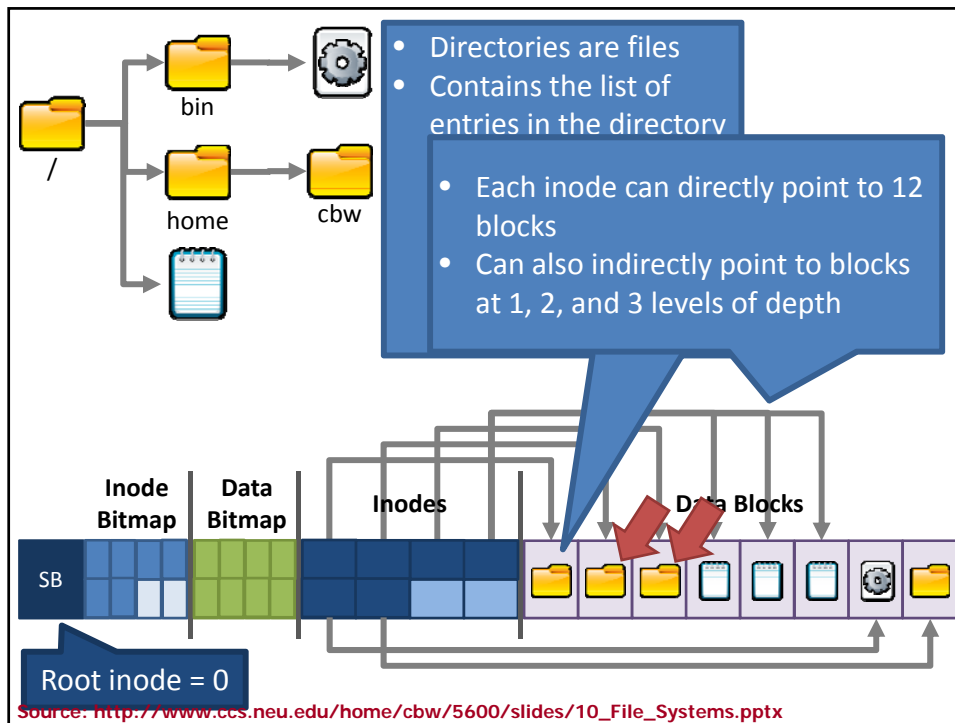 /
bin
home
cbw
• Directories are files
• Contains the list of
entries in the directory
• Each inode can directly point to 12
blocks
• Can also indirectly point to blocks
at 1, 2, and 3 levels of depth
Inode
Bitmap
Data
Bitmap
Inodes
Data Blocks
SB
Root inode = 0
Source: http://www.ccs.neu.edu/home/cbw/5600/slides/10_File_Systems.pptx